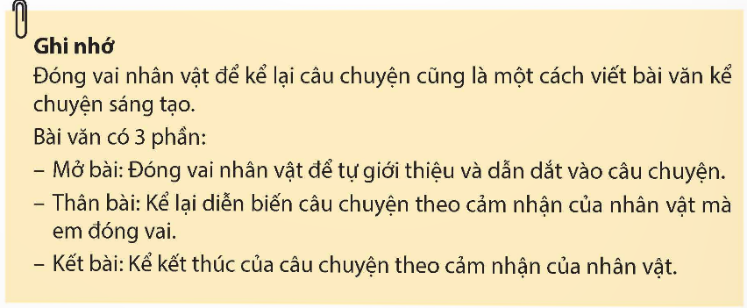 Ghi nhớ
Đóng vai nhân vật để kể lại câu chuyện cũng là một cách viết bài văn kể
chuyện sáng tạo.
Bài văn có 3 phần:
– Mở bài: Đóng vai nhân vật để tự giới thiệu và dẫn dắt vào câu chuyện.
– Thân bài: Kể lại diễn biến câu chuyện theo cảm nhận của nhân vật mà
em đóng vai.
– Kết bài: Kể kết thúc của câu chuyện theo cảm nhận của nhân vật.